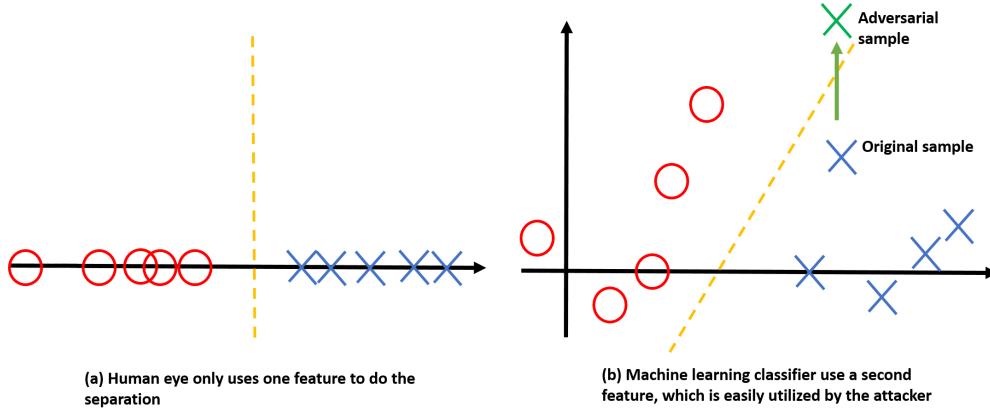 Adversarial
sample
Original sample
(a) Human eye only uses one feature to do the
separation
(b) Machine learning classifier use a second
feature, which is easily utilized by the attacker